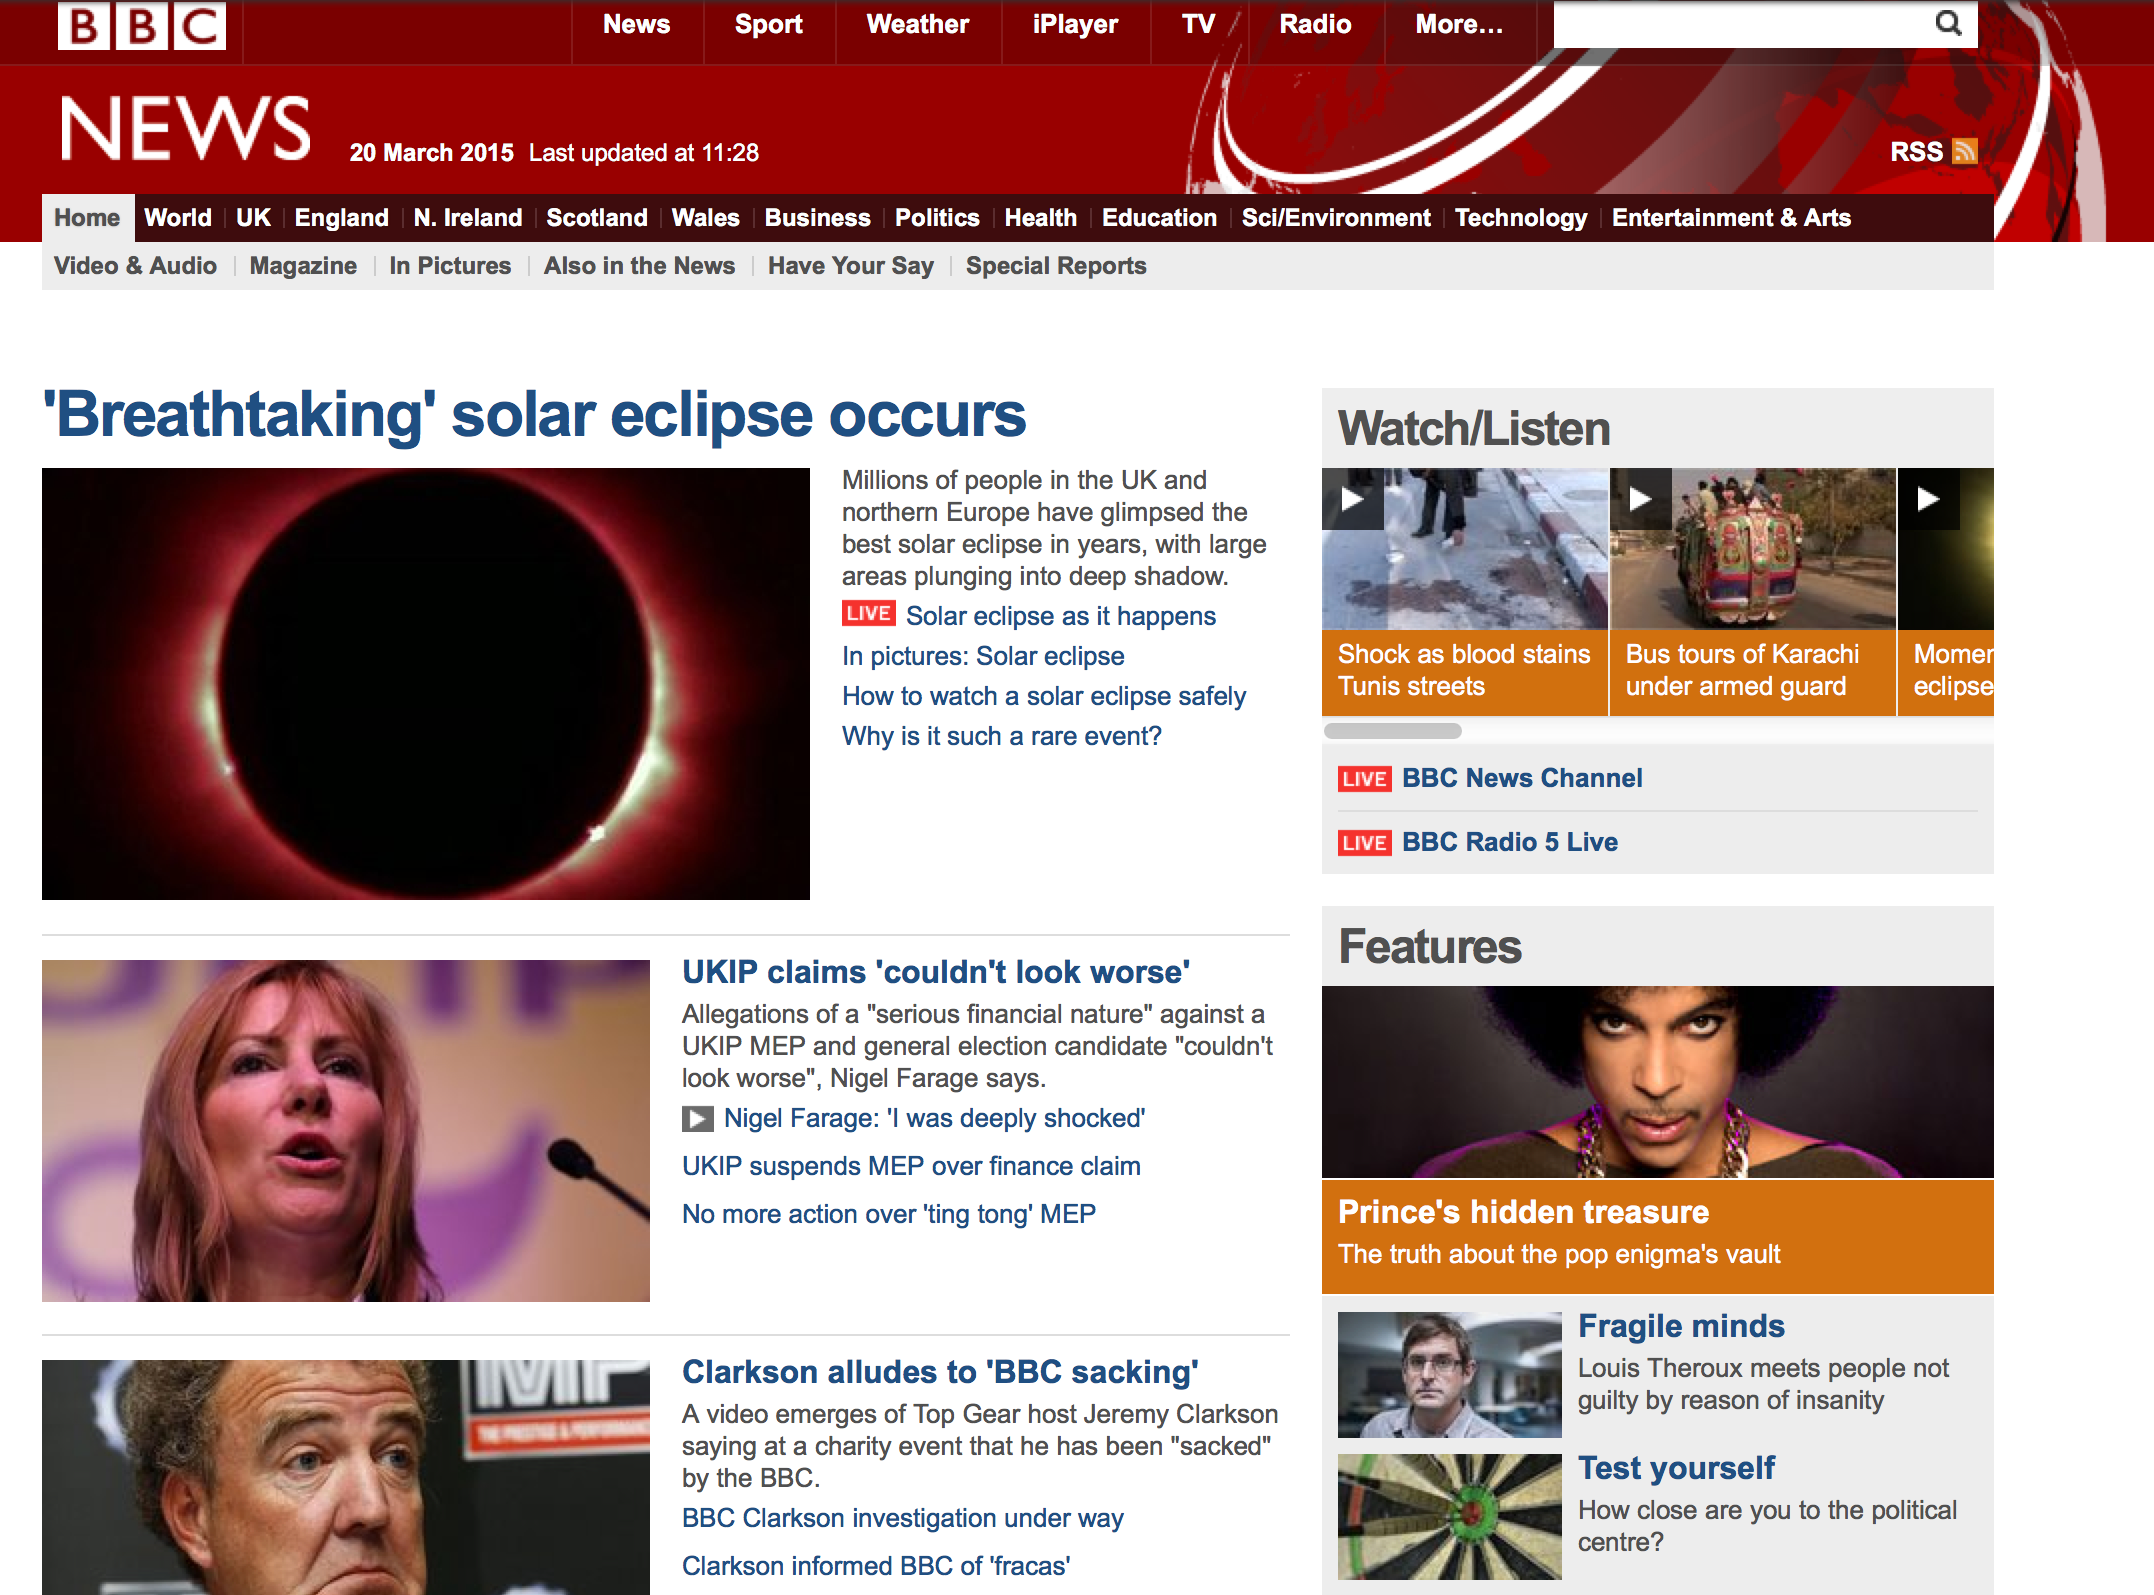 BBC
News Sport Weather iPlayer TV Radio More...
NEWS
20 March 2015 Last updated at 11:28
RSS
Home World UK England N. Ireland Scotland Wales Business Politics Health Education Sci/Environment Technology Entertainment & Arts
Video & Audio Magazine In Pictures Also in the News Have Your Say Special Reports
'Breathtaking' solar eclipse occurs
Millions of people in the UK and
northern Europe have glimpsed the
best solar eclipse in years, with large
areas plunging into deep shadow.
LIVE Solar eclipse as it happens
In pictures: Solar eclipse
How to watch a solar eclipse safely
Why is it such a rare event?
UKIP claims 'couldn't look worse'
Allegations of a "serious financial nature" against a
UKIP MEP and general election candidate "couldn't
look worse", Nigel Farage says.
Nigel Farage: 'I was deeply shocked'
UKIP suspends MEP over finance claim
No more action over 'ting tong' MEP
Clarkson alludes to 'BBC sacking'
A video emerges of Top Gear host Jeremy Clarkson
saying at a charity event that he has been "sacked"
by the BBC.
BBC Clarkson investigation under way
Clarkson informed BBC of 'fracas'
Watch/Listen
Shock as blood stains
Tunis streets
Bus tours of Karachi
under armed guard
eclipse
LIVE BBC News Channel
LIVE BBC Radio 5 Live
Features
Prince's hidden treasure
The truth about the pop enigma's vault
Fragile minds
Louis Theroux meets people not
guilty by reason of insanity
Test yourself
How close are you to the political
centre?